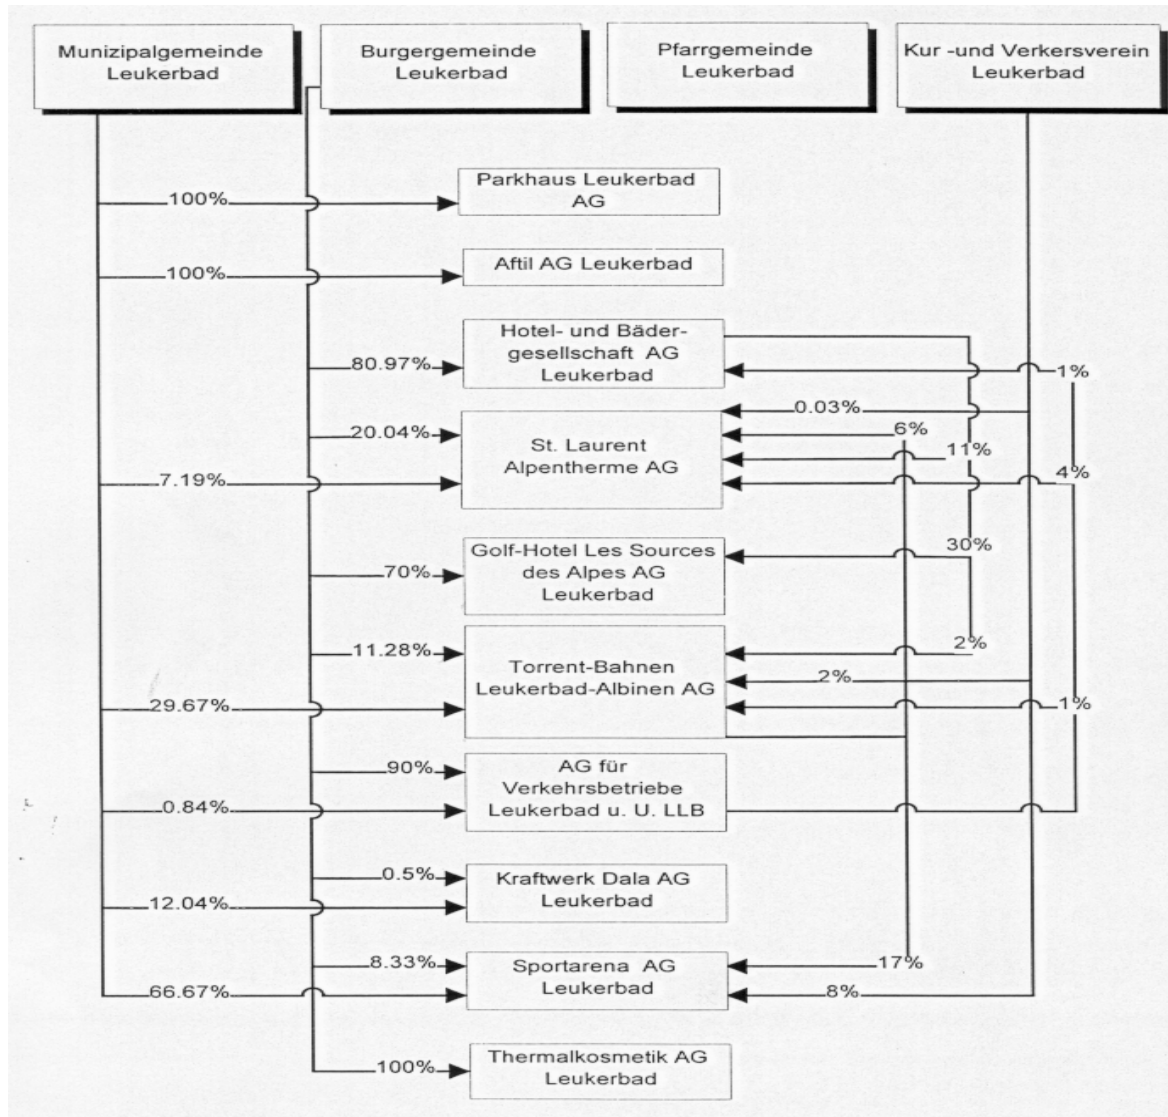 Munizipalgemeinde
Leukerbad
Burgergemeinde
Leukerbad
Pfarrgemeinde
Leukerbad
Kur -und Verkersverein
Leukerbad
100%
Parkhaus Leukerbad
AG
100%
Aftil AG Leukerbad
80.97%
Hotel- und Bäder-
gesellschaft AG
Leukerbad
1%
0.03%
20.04%
6%
St. Laurent
Alpentherme AG
11%
7.19%
4%
Golf-Hotel Les Sources
des Alpes AG
Leukerbad
30%
70%
11.28%
2%
Torrent-Bahnen
Leukerbad-Albinen AG
2%
29.67%
1%
90%
AG für
Verkehrsbetriebe
Leukerbad u. U. LLB
0.84%
0.5%
Kraftwerk Dala AG
Leukerbad
12.04%
8.33%
Sportarena AG
Leukerbad
17%
66.67%
8%
100%
Thermalkosmetik AG
Leukerbad